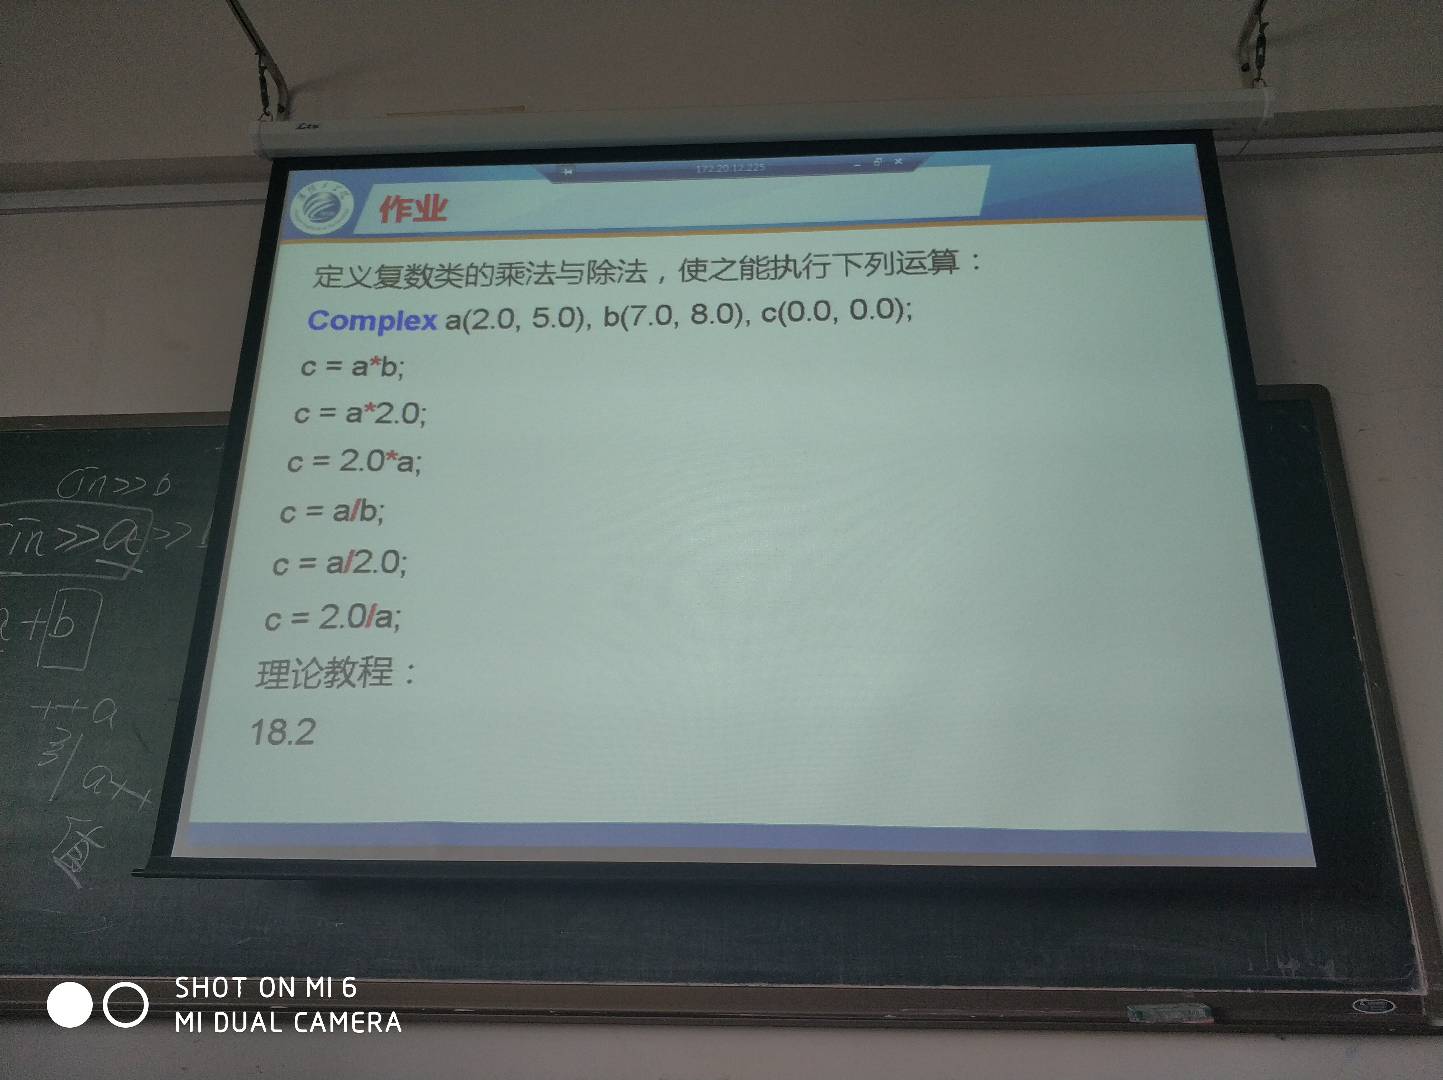 172.20.12.225
作业
定义复数类的乘法与除法，使之能执行下列运算：
Complex a(2.0, 5.0), b(7.0, 8.0), c(0.0, 0.0);
c = a*b;
c = a*2.0;
c = 2.0*a;
c = a/b;
c = a/2.0;
c = 2.0/a;
理论教程：
18.2
cin>>b
cin>>a>>
a+b
++a
a++
SHOT ON MI 6
MI DUAL CAMERA